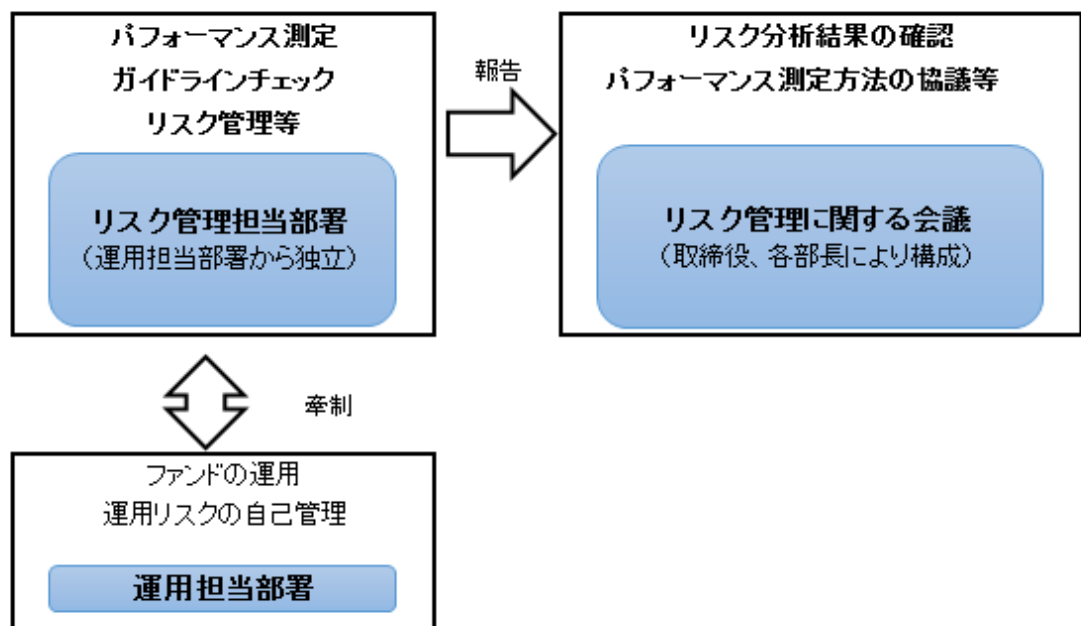 パフォーマンス測定
ガイドラインチェック
リスク管理等
リスク管理担当部署
（運用担当部署から独立）
報告
リスク分析結果の確認
パフォーマンス測定方法の協議等
リスク管理に関する会議
（取締役、各部長により構成）
牽制
ファンドの運用
運用リスクの自己管理
運用担当部署